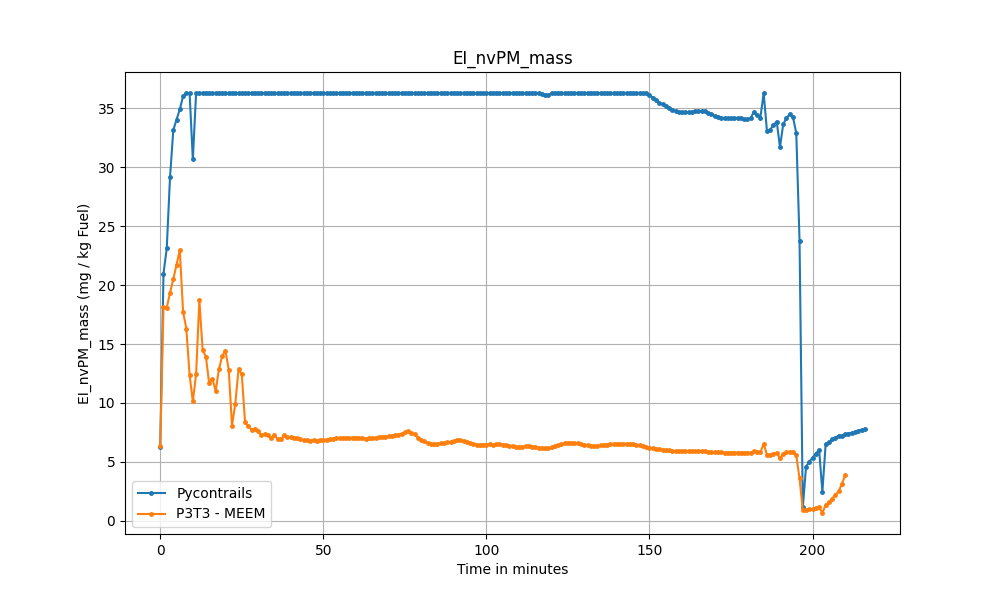 EI_nvPM_mass
EI_nvPM_mass (mg / kg Fuel)
35
30
25
20
15
10
5
0
Pycontrails
P3T3 - MEEM
0 50 100 150 200
Time in minutes